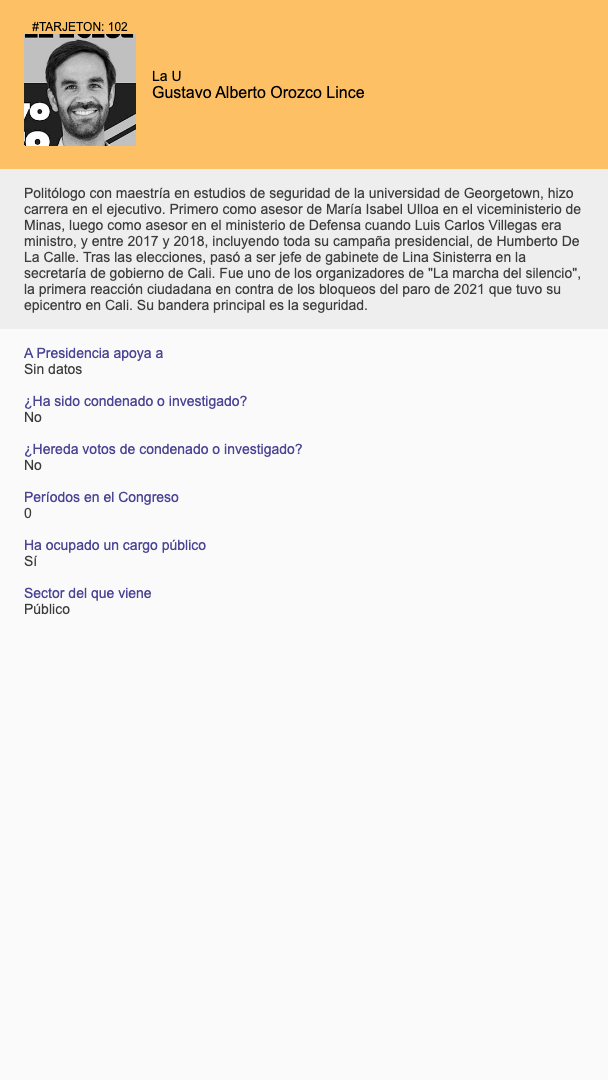 #TARJETON: 102
La U
Gustavo Alberto Orozco Lince
Politólogo con maestría en estudios de seguridad de la universidad de Georgetown, hizo
carrera en el ejecutivo. Primero como asesor de María Isabel Ulloa en el viceministerio de
Minas, luego como asesor en el ministerio de Defensa cuando Luis Carlos Villegas era
ministro, y entre 2017 y 2018, incluyendo toda su campaña presidencial, de Humberto De
La Calle. Tras las elecciones, pasó a ser jefe de gabinete de Lina Sinisterra en la
secretaría de gobierno de Cali. Fue uno de los organizadores de "La marcha del silencio",
la primera reacción ciudadana en contra de los bloqueos del paro de 2021 que tuvo su
epicentro en Cali. Su bandera principal es la seguridad.
A Presidencia apoya a
Sin datos
¿Ha sido condenado o investigado?
No
¿Hereda votos de condenado o investigado?
No
Períodos en el Congreso
0
Ha ocupado un cargo público
Sí
Sector del que viene
Público